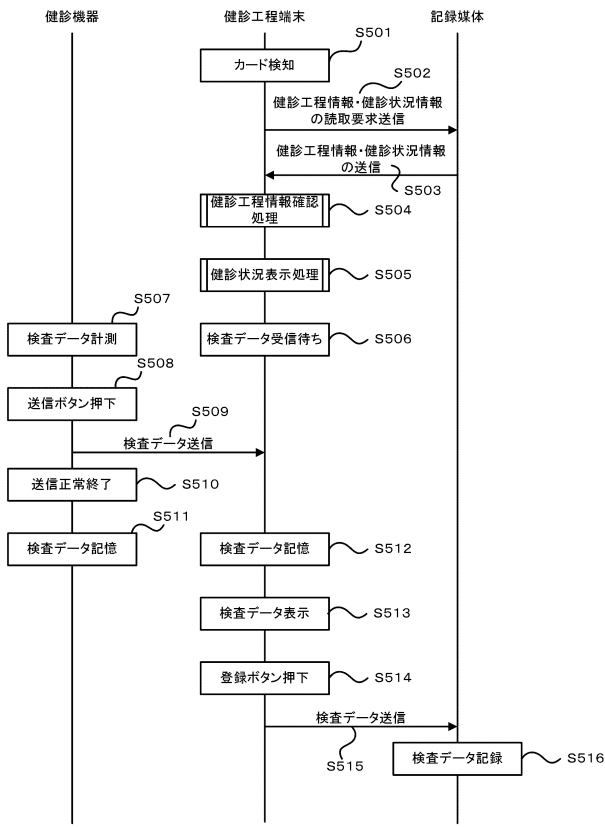 健診機器
健診工程端末
記録媒体
S501
カード検知
S502
健診工程情報・健診状況情報
の読取要求送信
健診工程情報・健診状況情報
の送信
S503
健診工程情報確認
処理
S504
健診状況表示処理
S505
S507
検査データ計測
検査データ受信待ち
S506
S508
送信ボタン押下
S509
検査データ送信
送信正常終了
S510
S511
検査データ記憶
検査データ記憶
S512
検査データ表示
S513
登録ボタン押下
S514
検査データ送信
S515
検査データ記録
S516